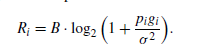 R_i = B · log_2 (1 + p_i g_i / σ^2).